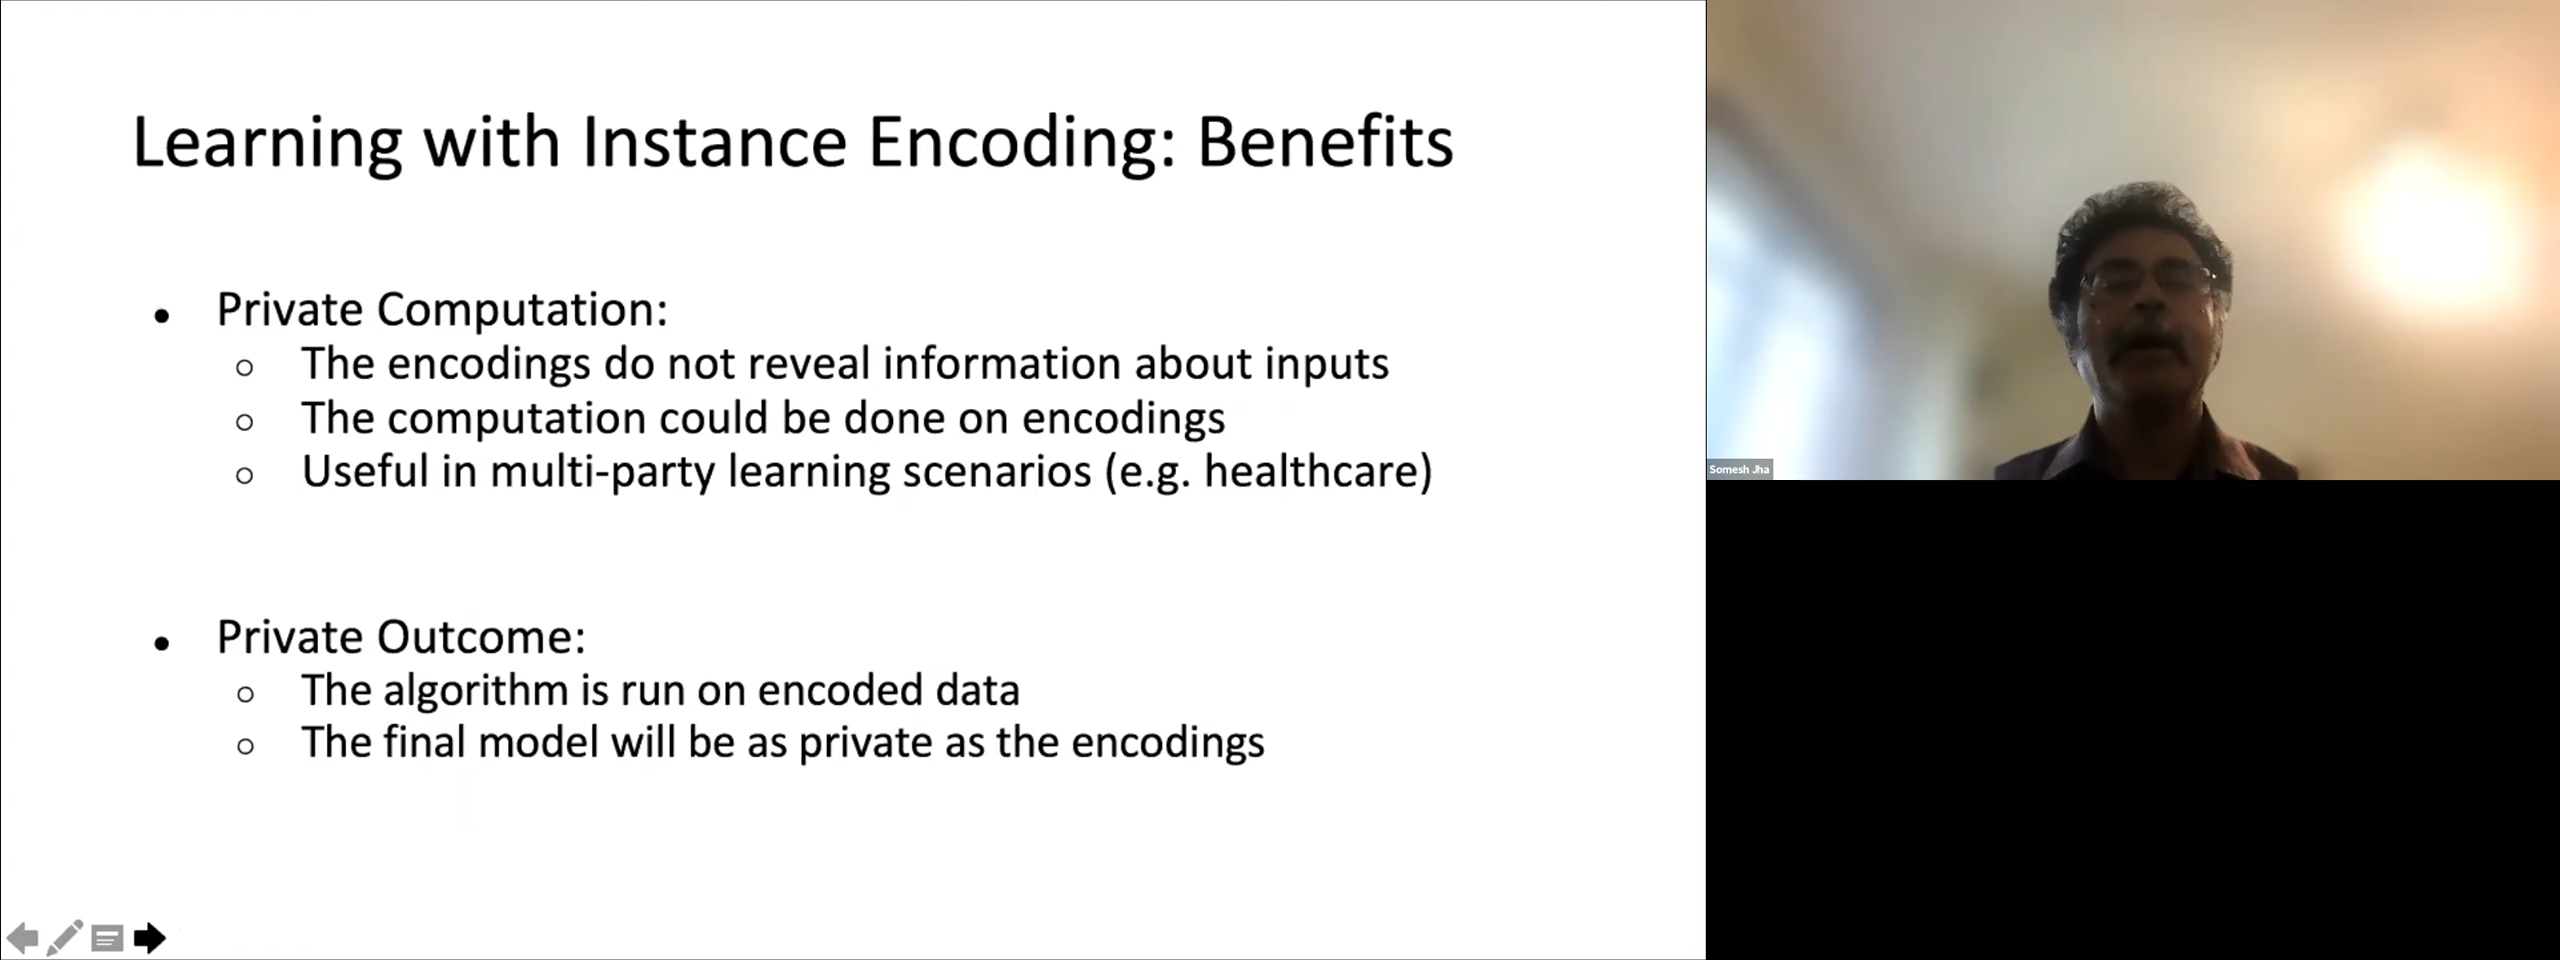 Learning with Instance Encoding: Benefits
• Private Computation:
○ The encodings do not reveal information about inputs
○ The computation could be done on encodings
○ Useful in multi-party learning scenarios (e.g. healthcare)
• Private Outcome:
○ The algorithm is run on encoded data
○ The final model will be as private as the encodings
Somesh Jha